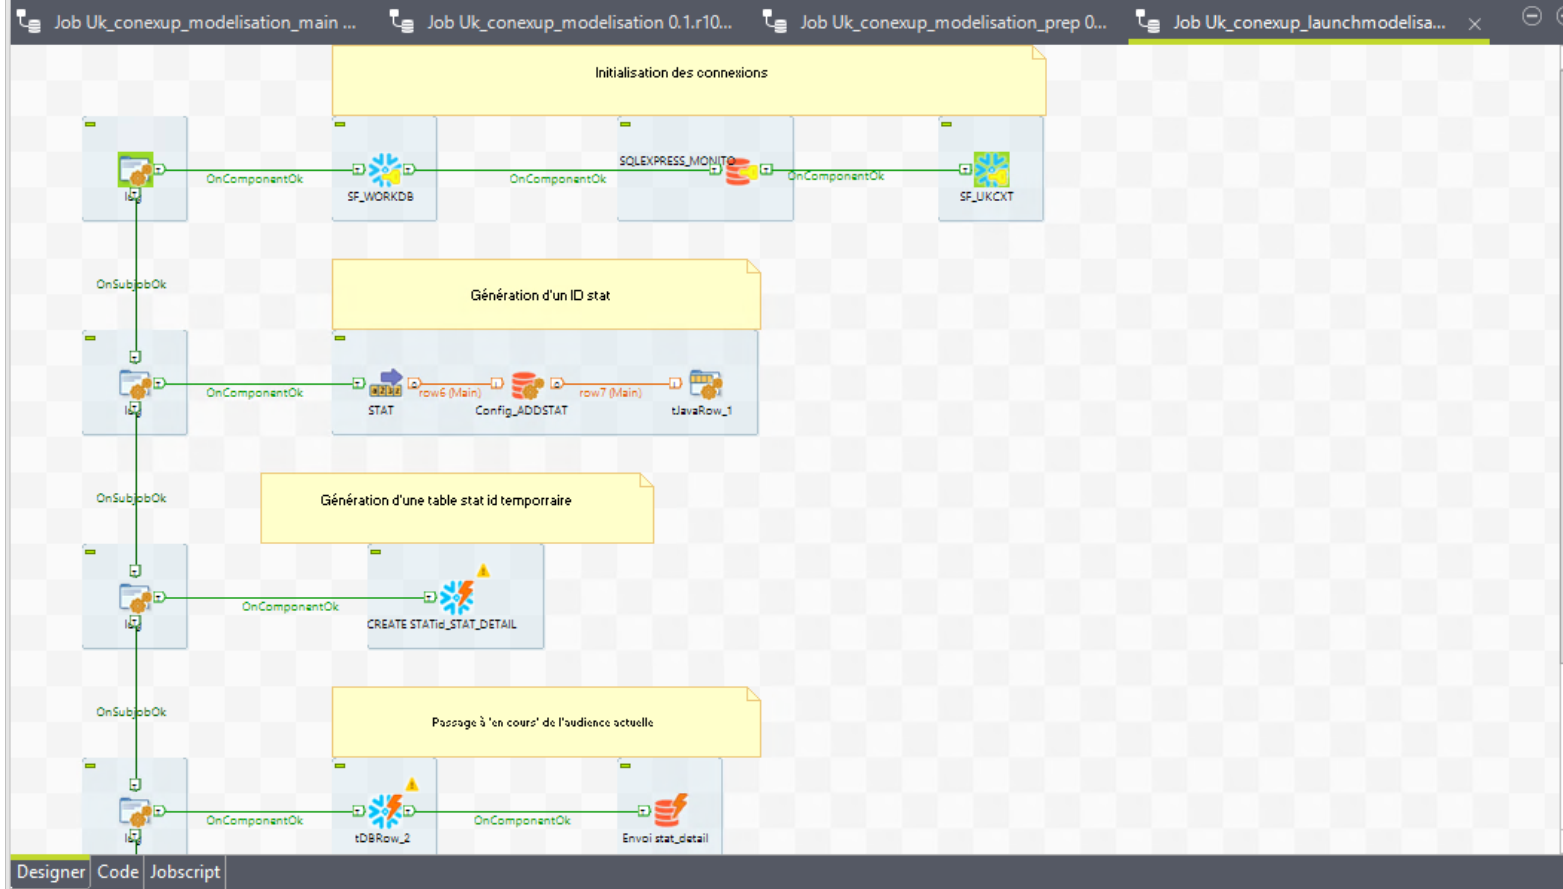 Job Uk_conexup_modelisation_main ...
Job Uk_conexup_modelisation 0.1.r10...
Job Uk_conexup_modelisation_prep 0...
Job Uk_conexup_launchmodelisa...
Initialisation des connexions
OnComponentOk
SF_WORKDB
OnComponentOk
SQLEXPRESS_MONITO
OnComponentOk
SF_UKCXT
OnSubjobOk
Génération d'un ID stat
OnComponentOk
STAT
row6 (Main)
Config_ADDSTAT
row7 (Main)
tJavaRow_1
OnSubjobOk
Génération d'une table stat id temporraire
OnComponentOk
CREATE STATid_STAT_DETAIL
OnSubjobOk
Passage à 'en cours' de l'audience actuelle
OnComponentOk
tDBRow_2
OnComponentOk
Envoi stat_detail
Designer
Code
Jobscript